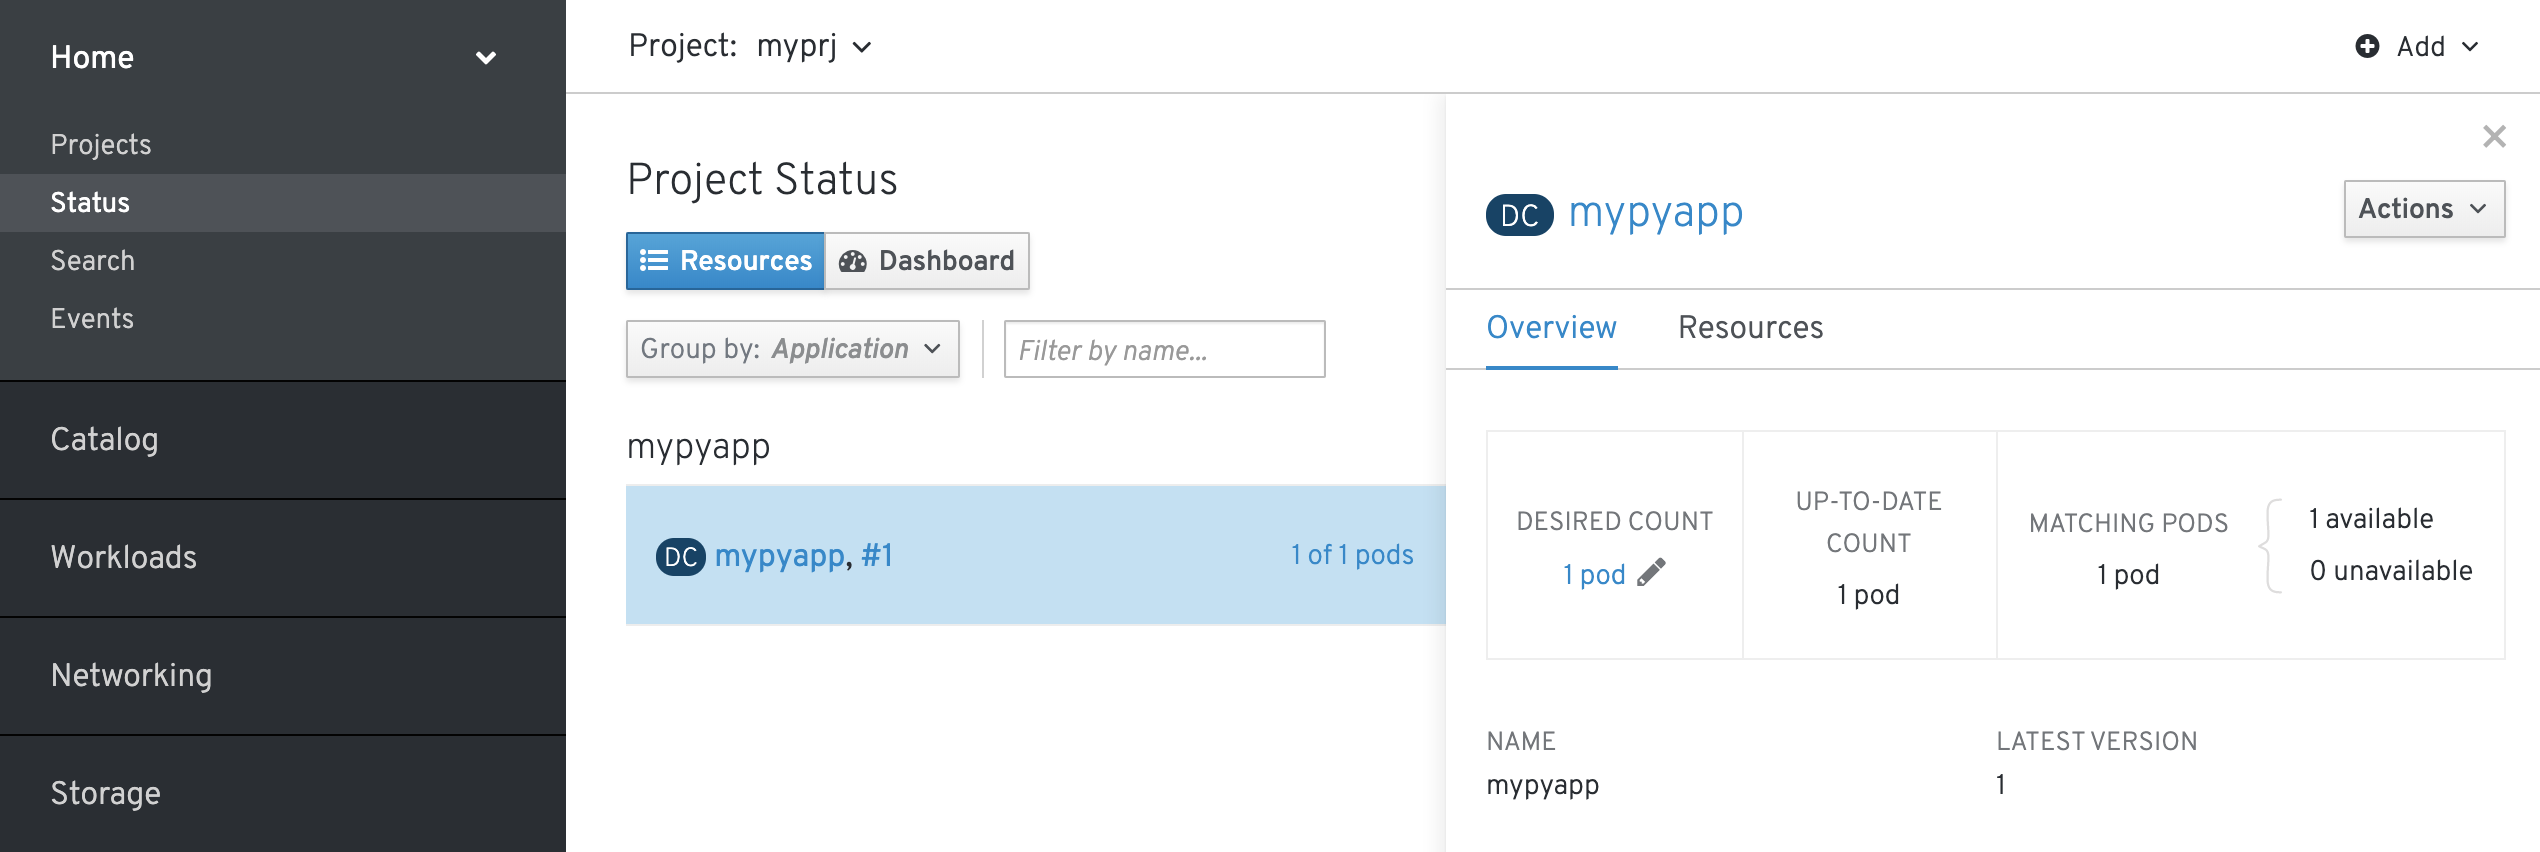 Home
Projects
Status
Search
Events
Catalog
Workloads
Networking
Storage
Project: myprj
Add
Project Status
Resources Dashboard
Group by: Application
Filter by name...
mypyapp
DC mypyapp, #1 1 of 1 pods
DC mypyapp
Actions
Overview Resources
DESIRED COUNT
1 pod
UP-TO-DATE
COUNT
1 pod
MATCHING PODS
1 pod
1 available
0 unavailable
NAME
mypyapp
LATEST VERSION
1